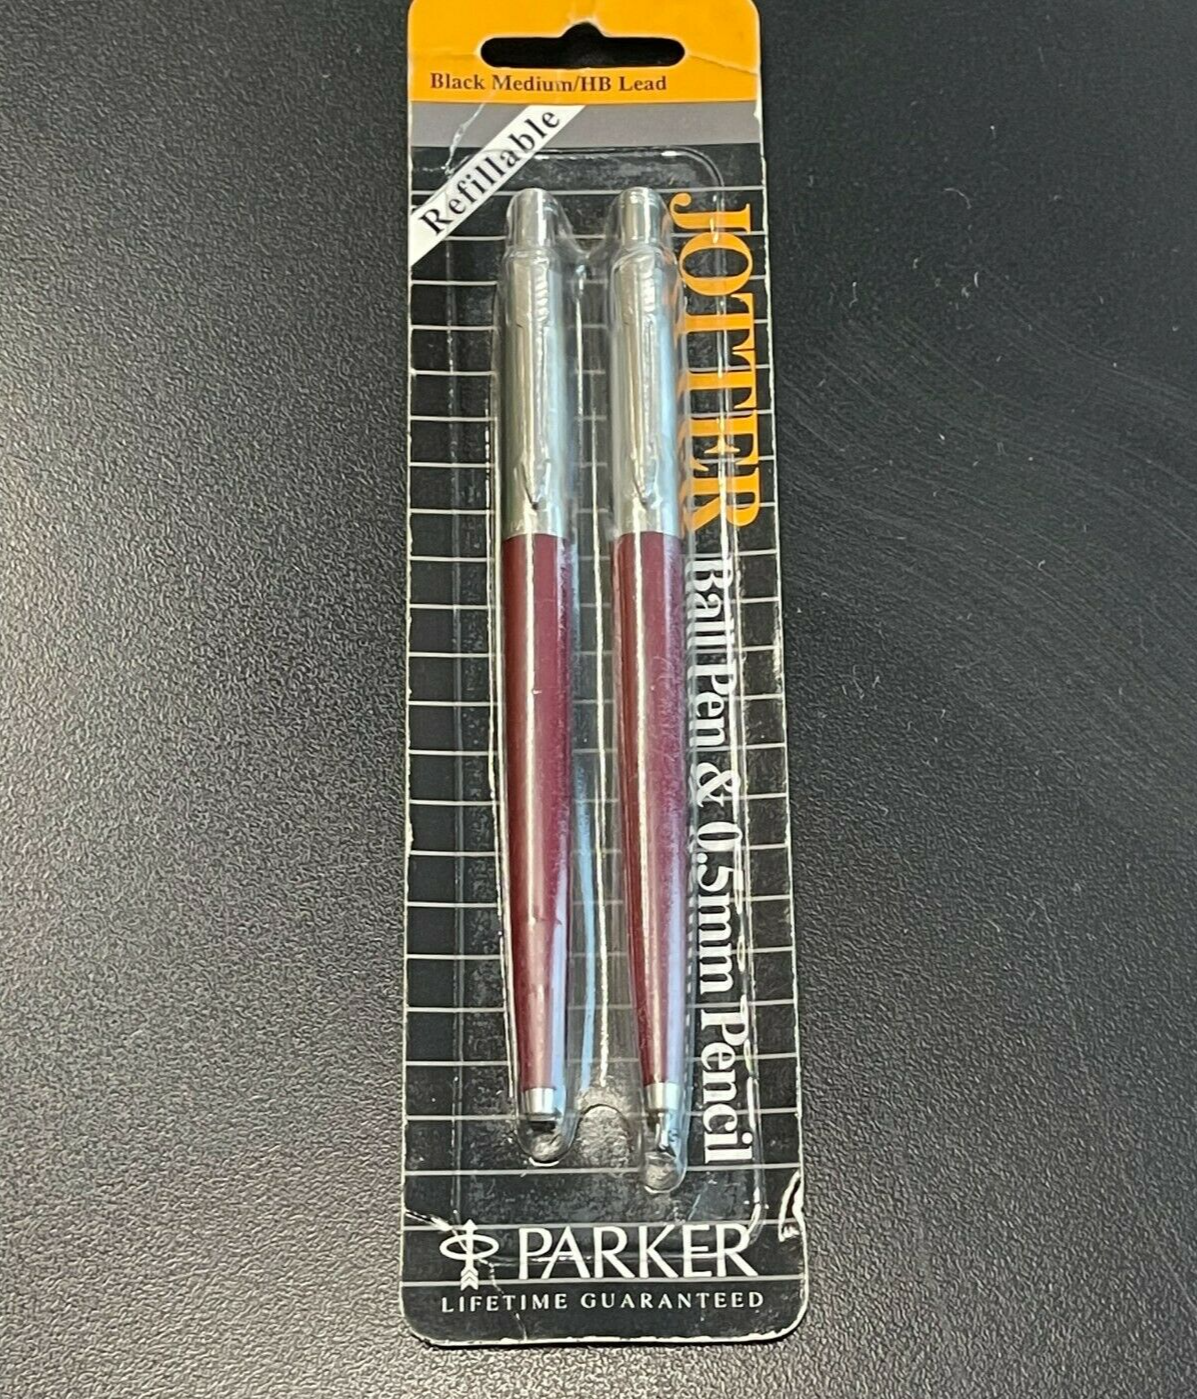 Black Medium/HB Lead
Refillable
JOTTER Ball Pen & 0.5mm Pencil
PARKER
LIFETIME GUARANTEED